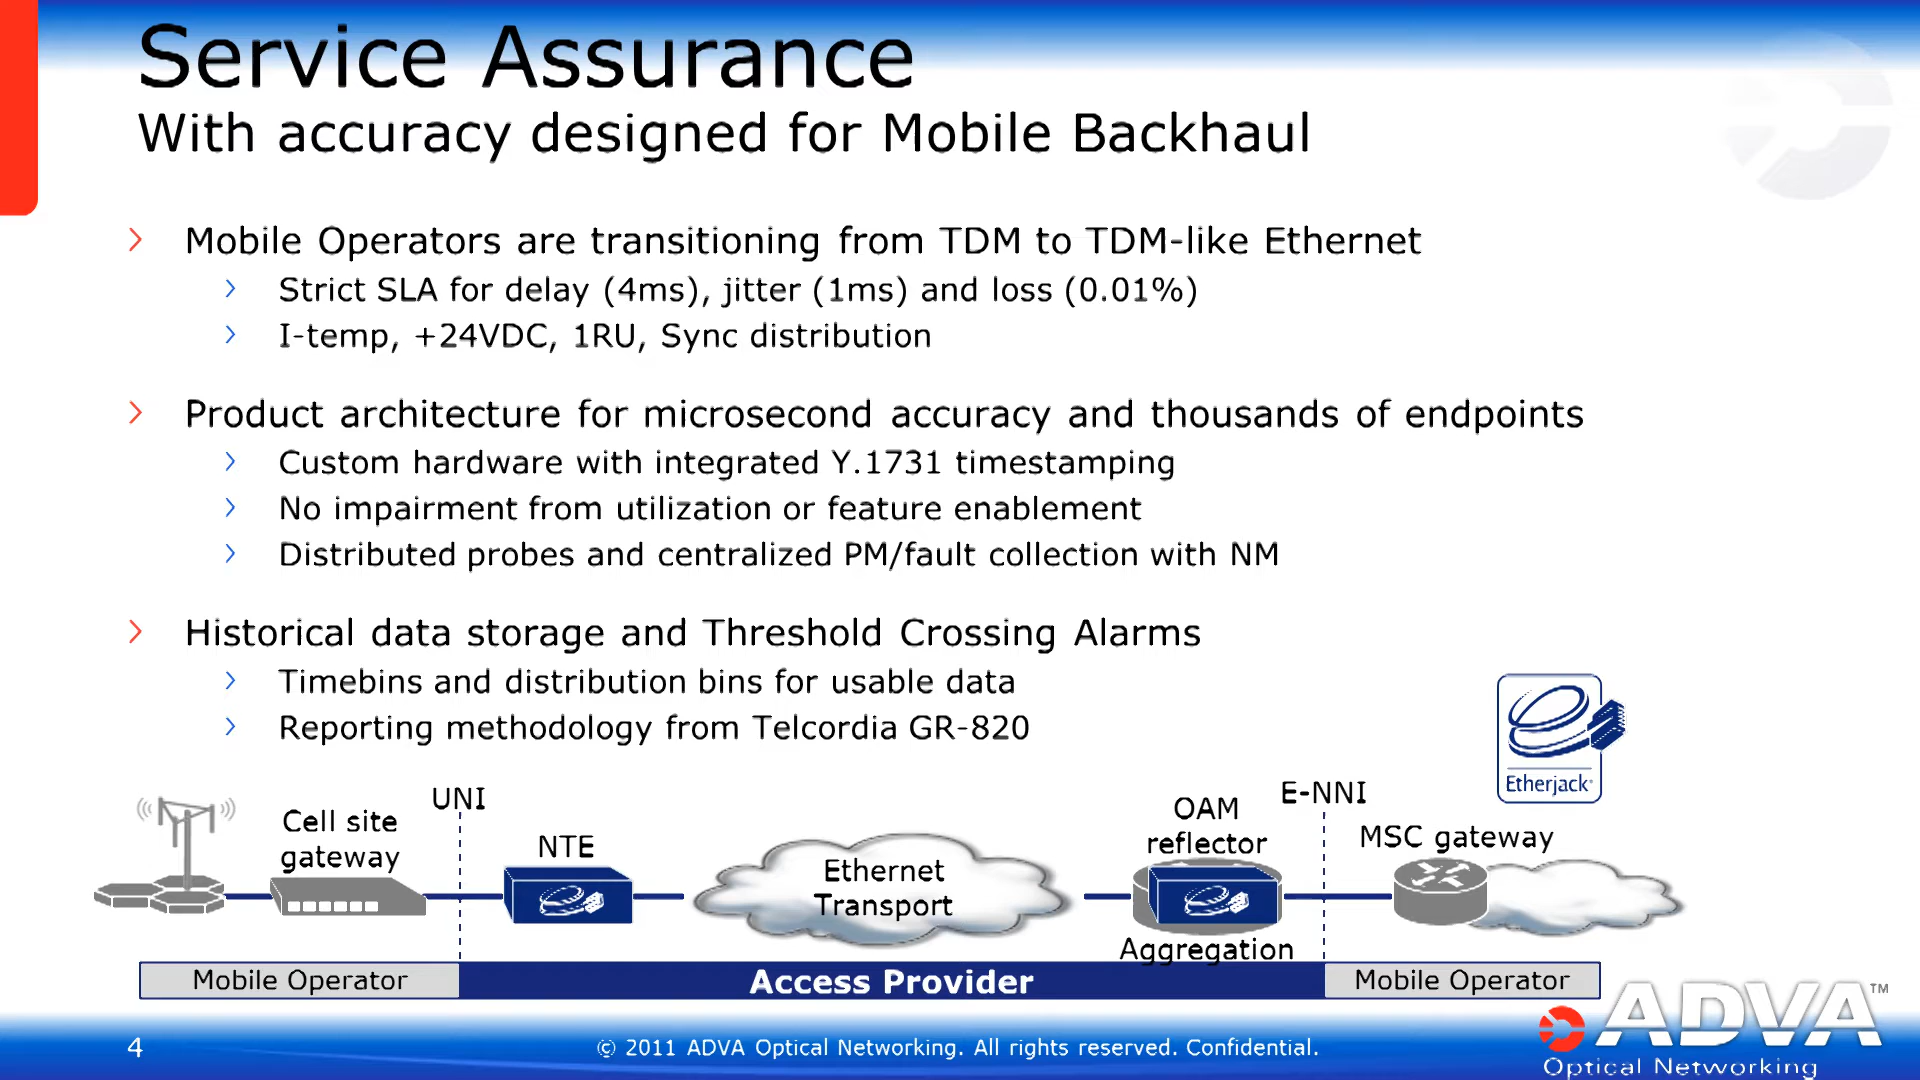 Service Assurance
With accuracy designed for Mobile Backhaul
Mobile Operators are transitioning from TDM to TDM-like Ethernet
Strict SLA for delay (4ms), jitter (1ms) and loss (0.01%)
I-temp, +24VDC, 1RU, Sync distribution
Product architecture for microsecond accuracy and thousands of endpoints
Custom hardware with integrated Y.1731 timestamping
No impairment from utilization or feature enablement
Distributed probes and centralized PM/fault collection with NM
Historical data storage and Threshold Crossing Alarms
Timebins and distribution bins for usable data
Reporting methodology from Telcordia GR-820
Etherjack
UNI
Cell site
gateway
NTE
Ethernet
Transport
OAM
reflector
Aggregation
E-NNI
MSC gateway
Mobile Operator
Access Provider
Mobile Operator
4
© 2011 ADVA Optical Networking. All rights reserved. Confidential.
ADVA™
Optical Networking